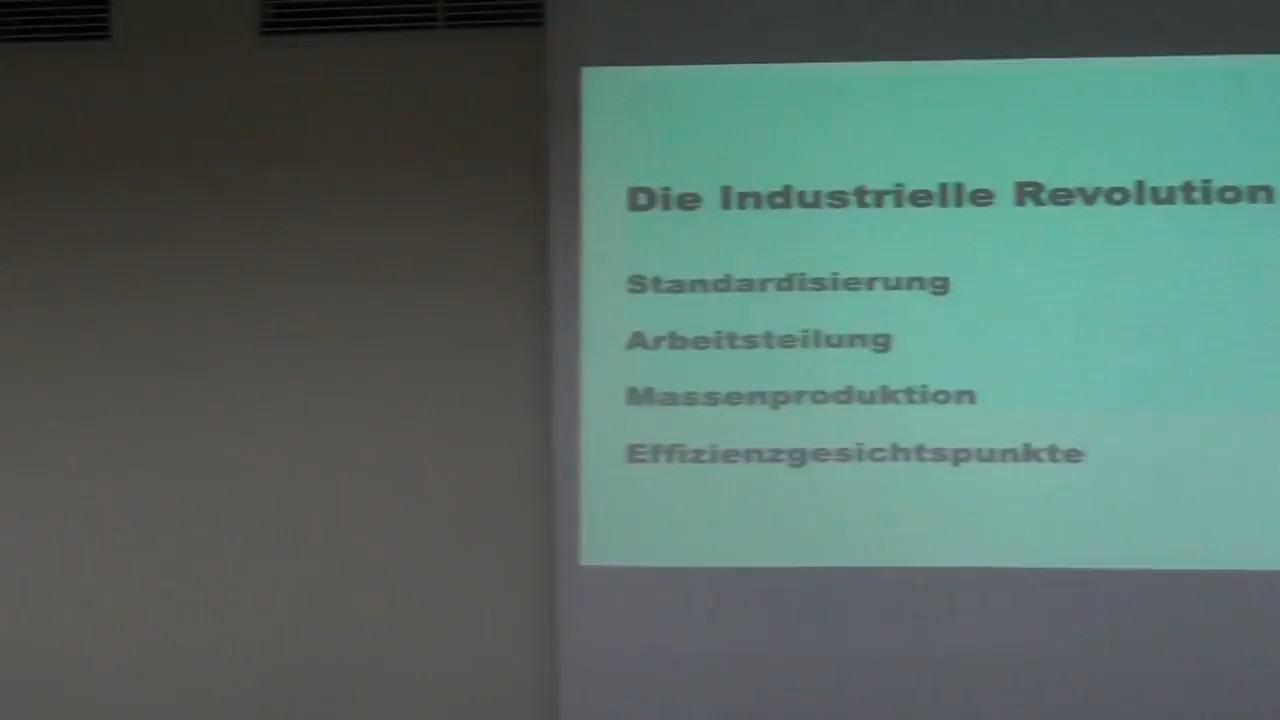 Die Industrielle Revolution
Standardisierung
Arbeitsteilung
Massenproduktion
Effizienzgesichtspunkte